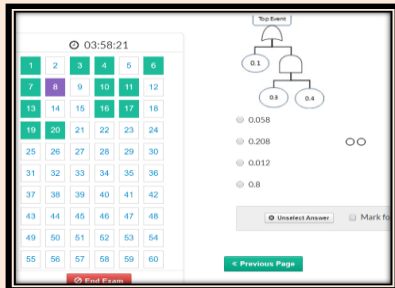 03:58:21
1 2 3 4 5 6
7 8 9 10 11 12
13 14 15 16 17 18
19 20 21 22 23 24
25 26 27 28 29 30
31 32 33 34 35 36
37 38 39 40 41 42
43 44 45 46 47 48
49 50 51 52 53 54
55 56 57 58 59 60
End Exam
Top Event
0.1
0.3 0.4
0.058
0.208
0.012
0.8
Unselect Answer Mark fo
« Previous Page